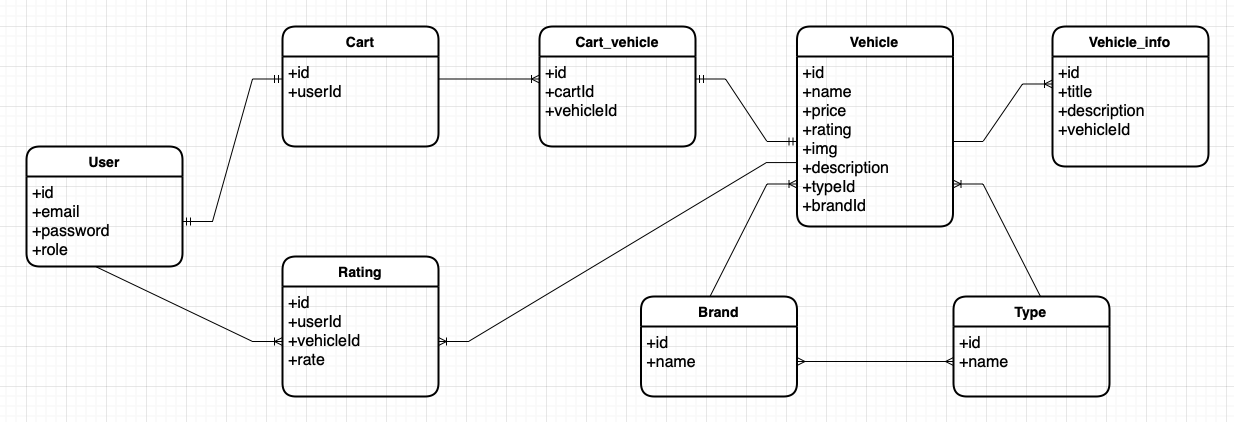 Cart
+id
+userId
Cart_vehicle
+id
+cartId
+vehicleId
Vehicle
+id
+name
+price
+rating
+img
+description
+typeId
+brandId
Vehicle_info
+id
+title
+description
+vehicleId
User
+id
+email
+password
+role
Rating
+id
+userId
+vehicleId
+rate
Brand
+id
+name
Type
+id
+name